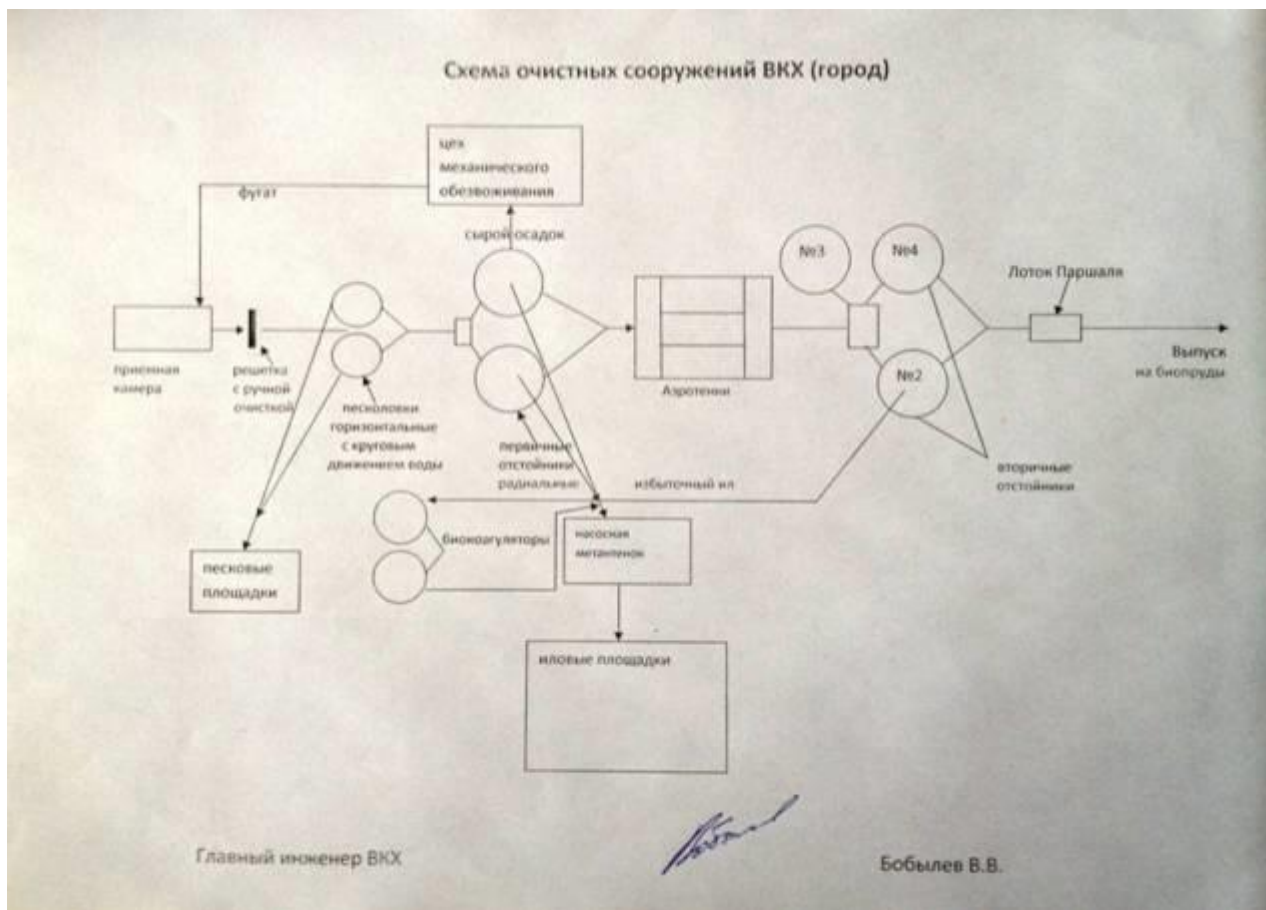 Схема очистных сооружений ВКХ (город)
цех
механического
обезвоживания
фугат
сырой осадок
№3
№4
Лоток Паршаля
приемная
камера
решетка
с ручной
очисткой
песколовки
горизонтальные
с круговым
движением воды
первичные
отстойники
радиальные
Аэротенки
№2
Выпуск
на биопруды
избыточный ил
вторичные
отстойники
биокоагуляторы
насосная
метантенок
песковые
площадки
иловые площадки
Главный инженер ВКХ
Бобылев В.В.